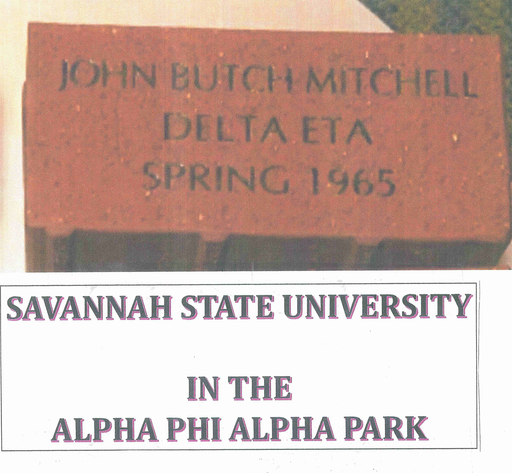 JOHN BUTCH MITCHELL
DELTA ETA
SPRING 1965
SAVANNAH STATE UNIVERSITY
IN THE
ALPHA PHI ALPHA PARK